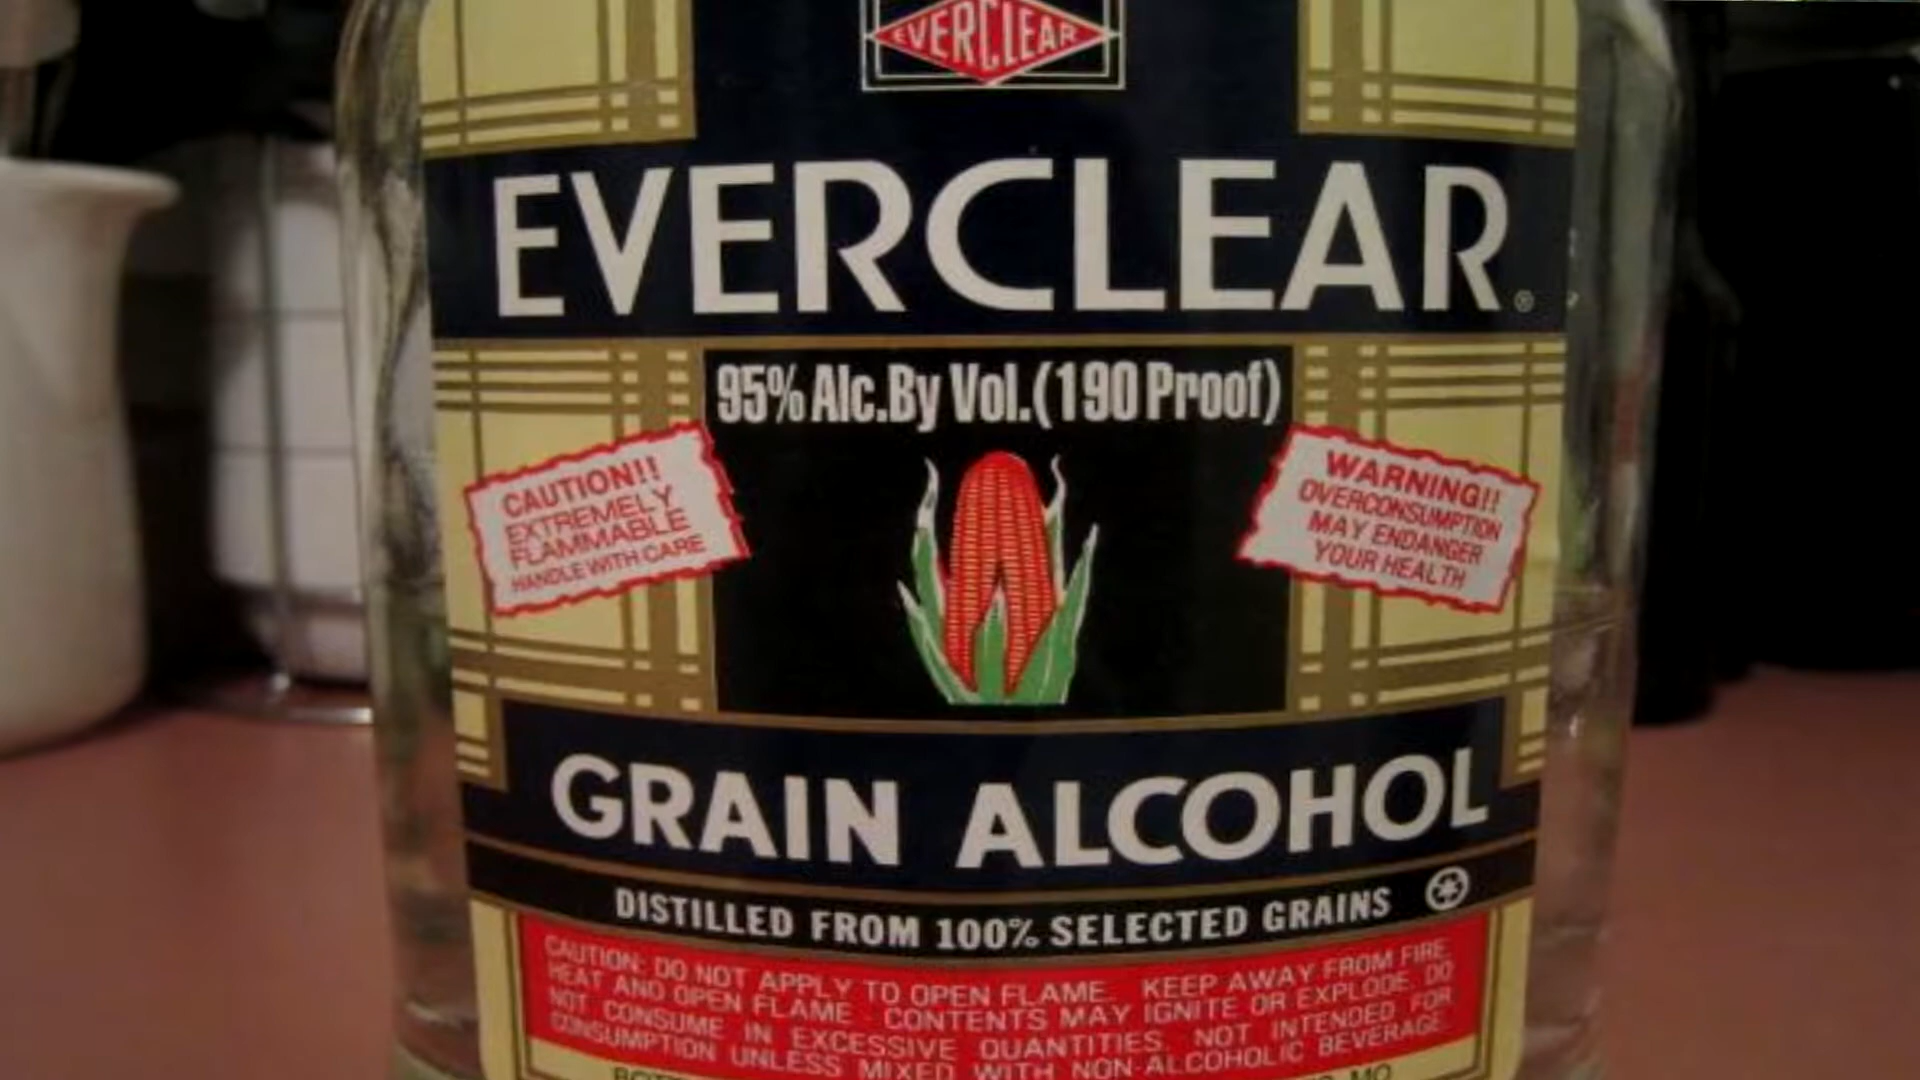 EVERCLEAR
EVERCLEAR®
95% Alc.By Vol.(190 Proof)
CAUTION!!
EXTREMELY
FLAMMABLE
HANDLE WITH CARE
WARNING!!
OVERCONSUMPTION
MAY ENDANGER
YOUR HEALTH
GRAIN ALCOHOL
DISTILLED FROM 100% SELECTED GRAINS
CAUTION: DO NOT APPLY TO OPEN FLAME. KEEP AWAY FROM FIRE
HEAT AND OPEN FLAME. CONTENTS MAY IGNITE OR EXPLODE. DO
NOT CONSUME IN EXCESSIVE QUANTITIES. NOT INTENDED FOR
CONSUMPTION UNLESS MIXED WITH NON-ALCOHOLIC BEVERAGE.